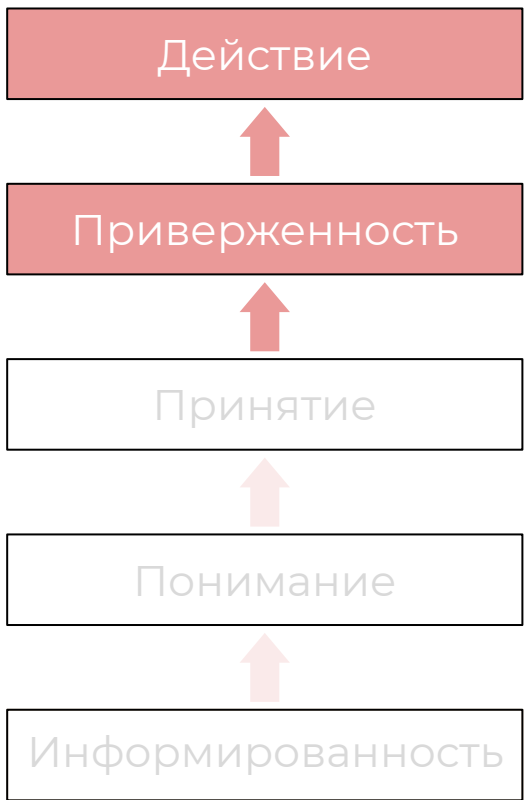 Действие
Приверженность
Принятие
Понимание
Информированность